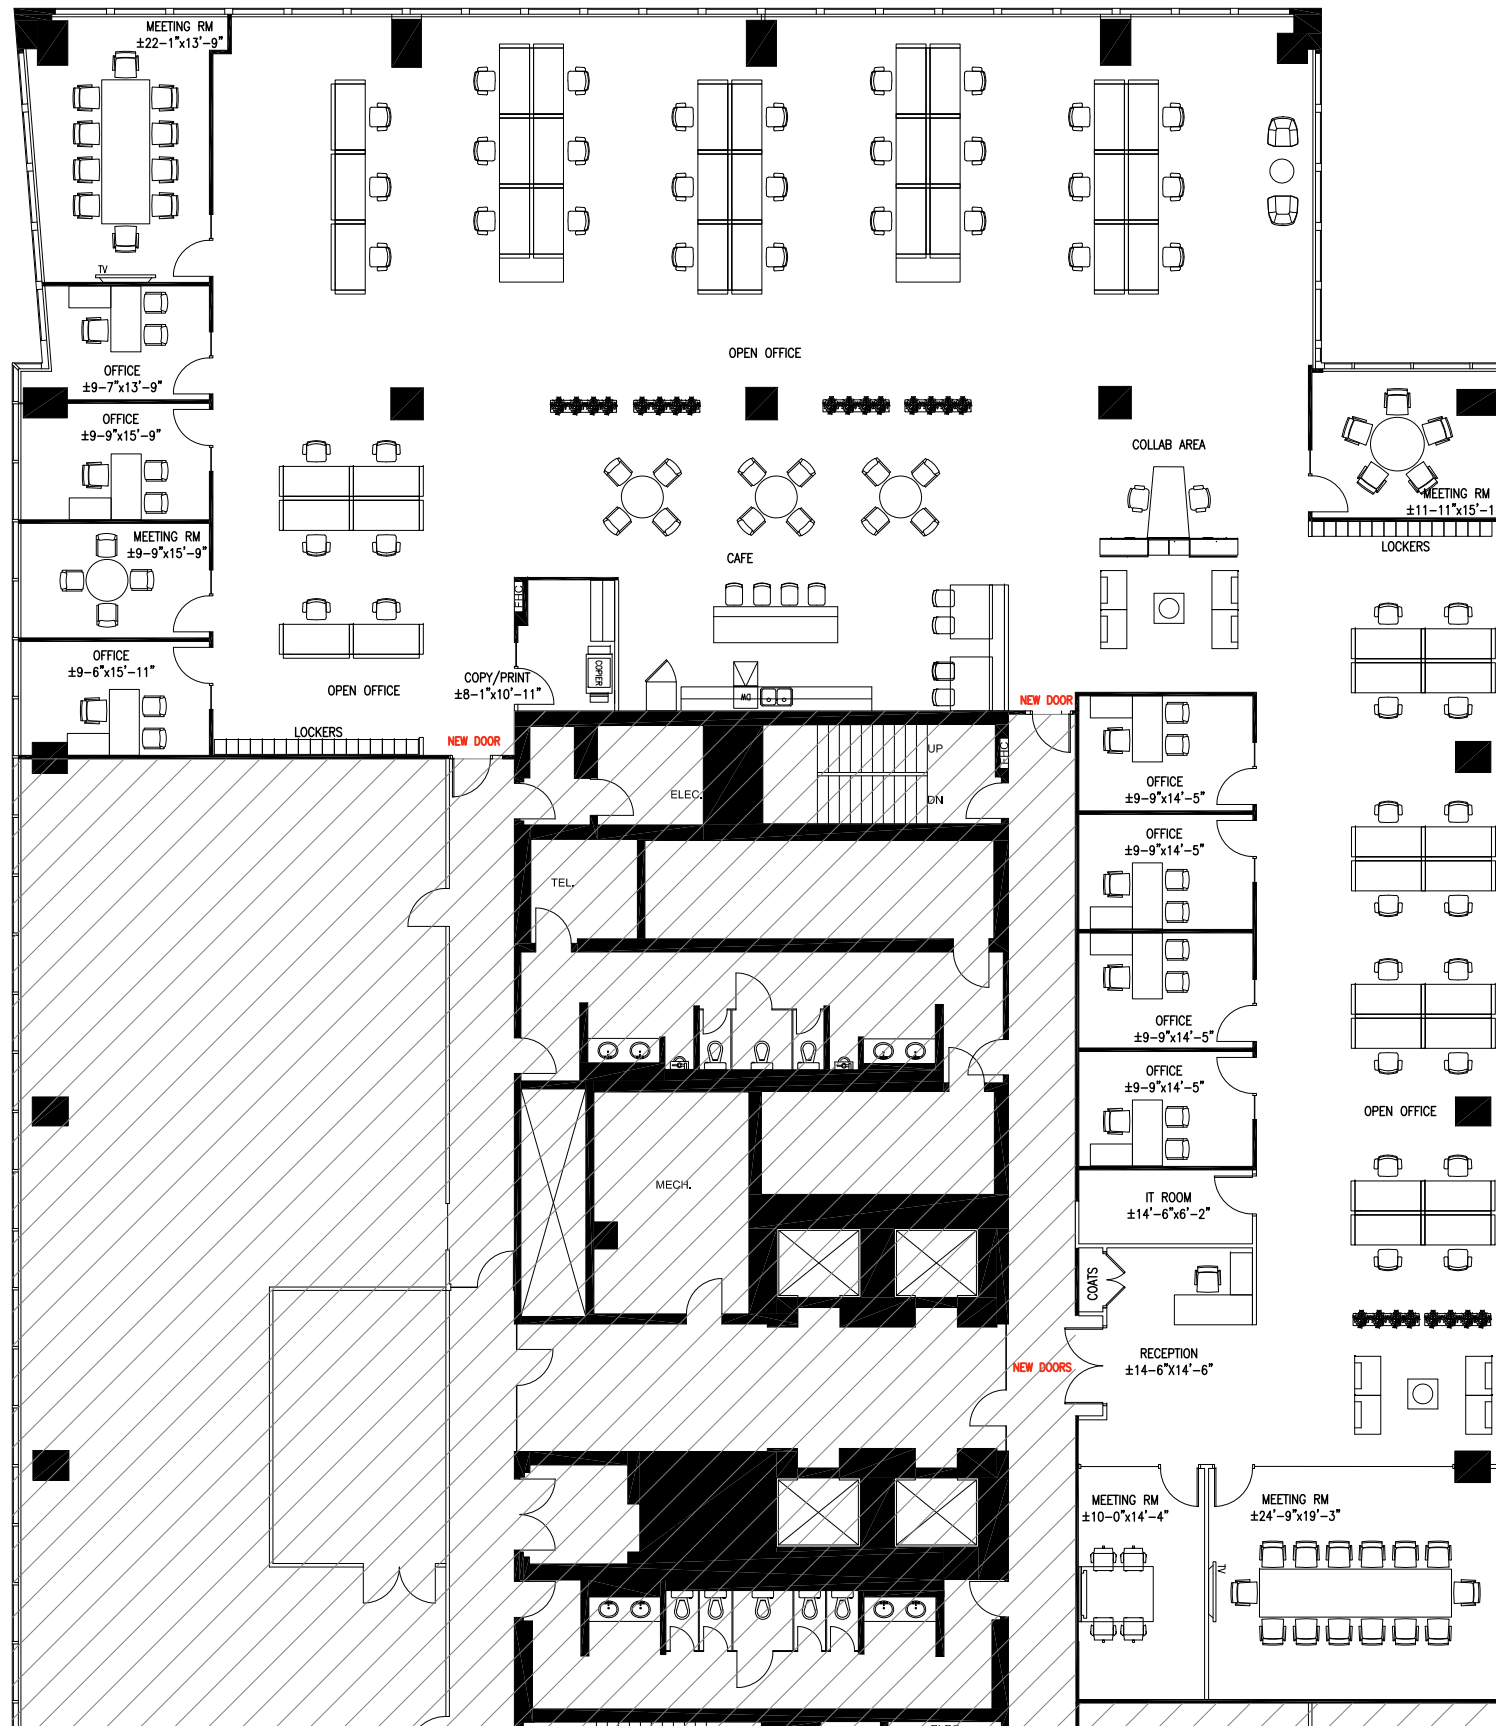 MEETING RM
±22-1"x13'-9"
TV
OFFICE
±9-7"x13'-9"
OPEN OFFICE
OFFICE
±9-9"x15'-9"
COLLAB AREA
MEETING RM
±11-11"x15'-1
LOCKERS
MEETING RM
±9-9"x15'-9"
CAFE
EHC
OFFICE
±9-6"x15'-11"
COPY/PRINT
±8-1"x10'-11"
COPIER
DW
OPEN OFFICE
LOCKERS
NEW DOOR
NEW DOOR
UP
EHC
ELEC.
DN
OFFICE
±9-9"x14'-5"
OFFICE
±9-9"x14'-5"
TEL.
OFFICE
±9-9"x14'-5"
OFFICE
±9-9"x14'-5"
OPEN OFFICE
MECH.
IT ROOM
±14'-6"x6'-2"
COATS
RECEPTION
±14-6"X14'-6"
NEW DOORS
MEETING RM
±10-0"x14'-4"
MEETING RM
±24'-9"x19'-3"
TV